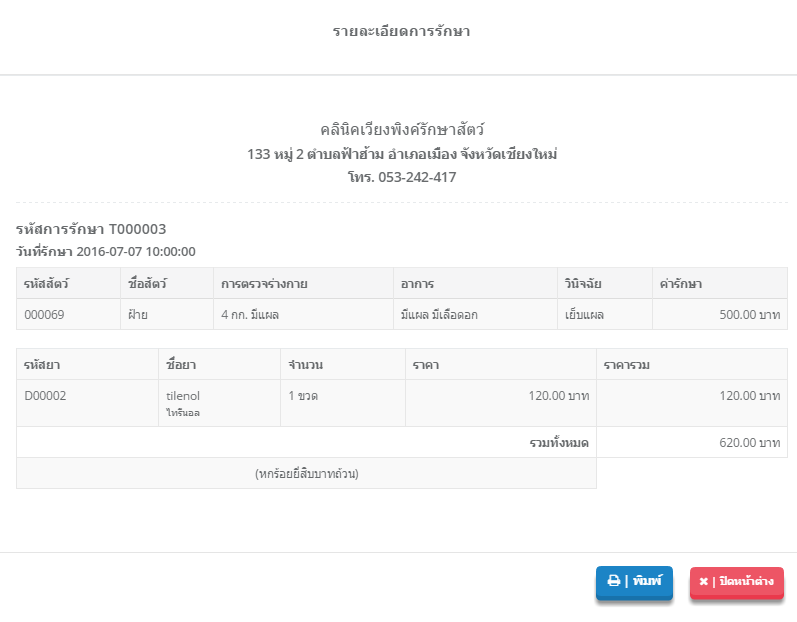 รายละเอียดการรักษา
คลินิคเวียงพิงค์รักษาสัตว์
133 หมู่ 2 ตำบลฟ้าฮ้าม อำเภอเมือง จังหวัดเชียงใหม่
โทร. 053-242-417
รหัสการรักษา T000003
วันที่รักษา 2016-07-07 10:00:00
รหัสสัตว์ ชื่อสัตว์ การตรวจร่างกาย อาการ วินิจฉัย ค่ารักษา
000069 ฝ้าย 4 กก. มีแผล มีแผล มีเลือดอก เย็บแผล 500.00 บาท
รหัสยา ชื่อยา จำนวน ราคา ราคารวม
D00002 tilenol 1 ขวด 120.00 บาท 120.00 บาท
ไทรีนอล
รวมทั้งหมด 620.00 บาท
(หกร้อยยี่สิบบาทถ้วน)
| พิมพ์ ✖ | ปิดหน้าต่าง